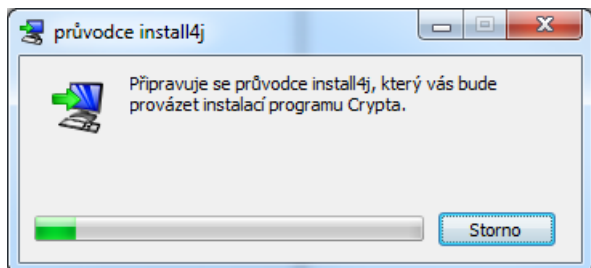 průvodce install4j
Připravuje se průvodce install4j, který vás bude
provázet instalací programu Crypta.
Storno